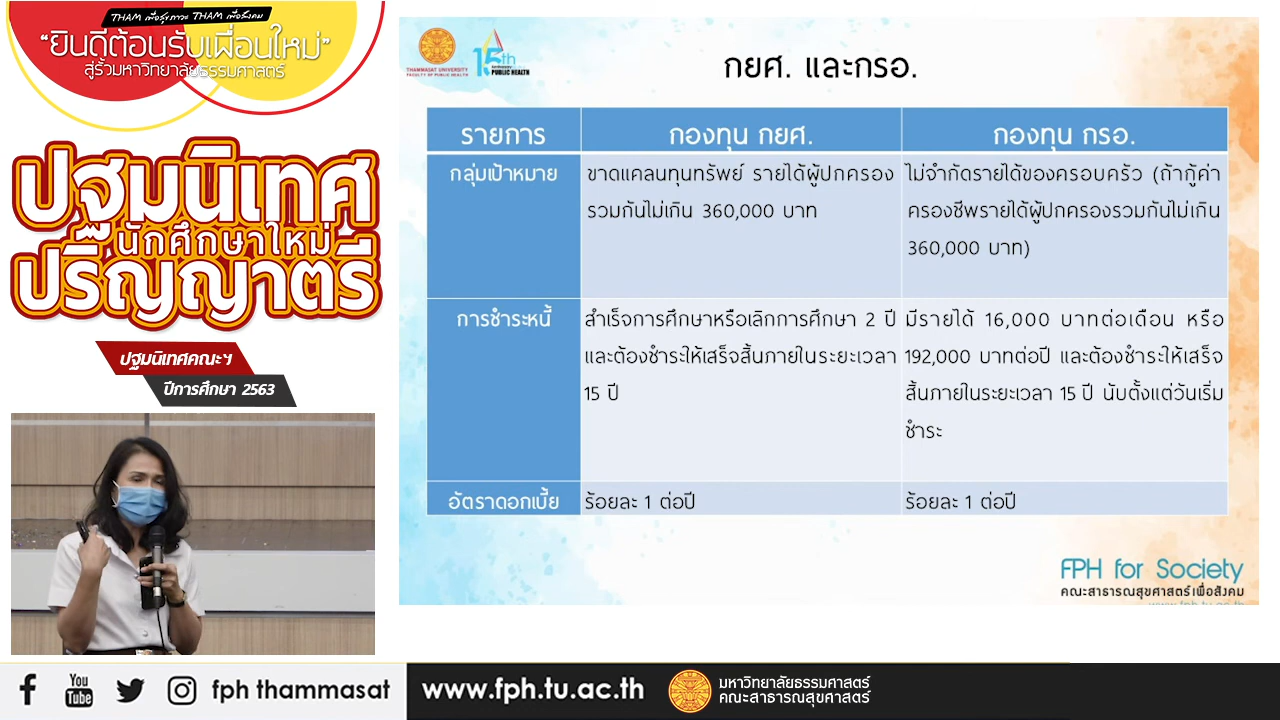 THAM เพื่อสุขภาวะ THAM เพื่อสังคม
“ยินดีต้อนรับเพื่อนใหม่”
สู่รั้วมหาวิทยาลัยธรรมศาสตร์
ปฐมนิเทศ
นักศึกษาใหม่
ปริญญาตรี
ปฐมนิเทศคณะฯ
ปีการศึกษา 2563
THAMMASAT UNIVERSITY
FACULTY OF PUBLIC HEALTH
15th
PUBLIC HEALTH
กยศ. และกรอ.
รายการ
กองทุน กยศ.
กองทุน กรอ.
กลุ่มเป้าหมาย
ขาดแคลนทุนทรัพย์ รายได้ผู้ปกครอง
รวมกันไม่เกิน 360,000 บาท
ไม่จำกัดรายได้ของครอบครัว (ถ้ากู้ค่า
ครองชีพรายได้ผู้ปกครองรวมกันไม่เกิน
360,000 บาท)
การชำระหนี้
สำเร็จการศึกษาหรือเลิกการศึกษา 2 ปี
และต้องชำระให้เสร็จสิ้นภายในระยะเวลา
15 ปี
มีรายได้ 16,000 บาทต่อเดือน หรือ
192,000 บาทต่อปี และต้องชำระให้เสร็จ
สิ้นภายในระยะเวลา 15 ปี นับตั้งแต่วันเริ่ม
ชำระ
อัตราดอกเบี้ย
ร้อยละ 1 ต่อปี
ร้อยละ 1 ต่อปี
FPH for Society
คณะสาธารณสุขศาสตร์เพื่อสังคม
www.fph.tu.ac.th
You
Tube
fph thammasat
www.fph.tu.ac.th
มหาวิทยาลัยธรรมศาสตร์
คณะสาธารณสุขศาสตร์